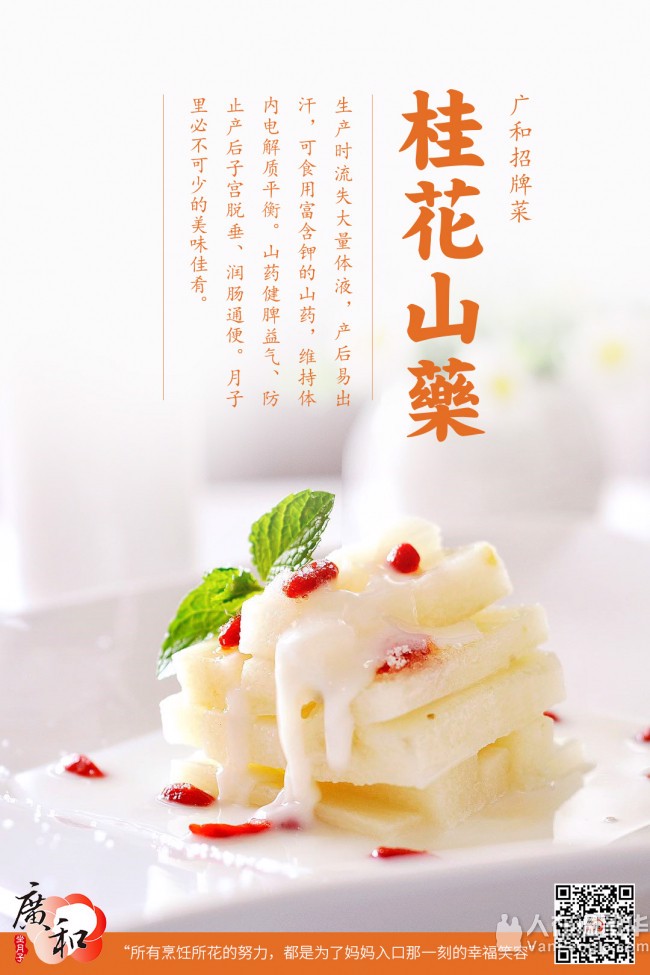 广和招牌菜
桂花山藥
生产时流失大量体液，产后易出
汗，可食用富含钾的山药，维持体
内电解质平衡。山药健脾益气、防
止产后子宫脱垂、润肠通便。月子
里必不可少的美味佳肴。
廣和
坐月子
“所有烹饪所花的努力，都是为了妈妈入口那一刻的幸福笑容”